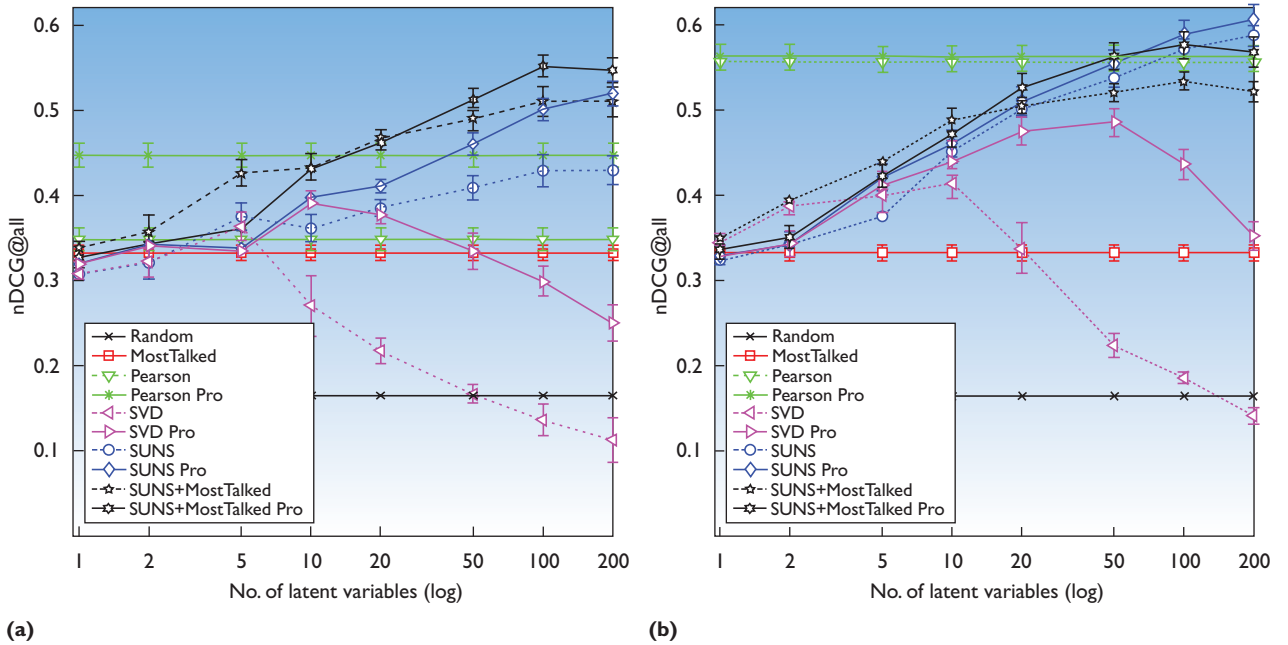 0.6
0.5
0.4
0.3
0.2
0.1
nDCG@all
Random
MostTalked
Pearson
Pearson Pro
SVD
SVD Pro
SUNS
SUNS Pro
SUNS+MostTalked
SUNS+MostTalked Pro
1 2 5 10 20 50 100 200
No. of latent variables (log)
(a)
0.6
0.5
0.4
0.3
0.2
0.1
nDCG@all
Random
MostTalked
Pearson
Pearson Pro
SVD
SVD Pro
SUNS
SUNS Pro
SUNS+MostTalked
SUNS+MostTalked Pro
1 2 5 10 20 50 100 200
No. of latent variables (log)
(b)